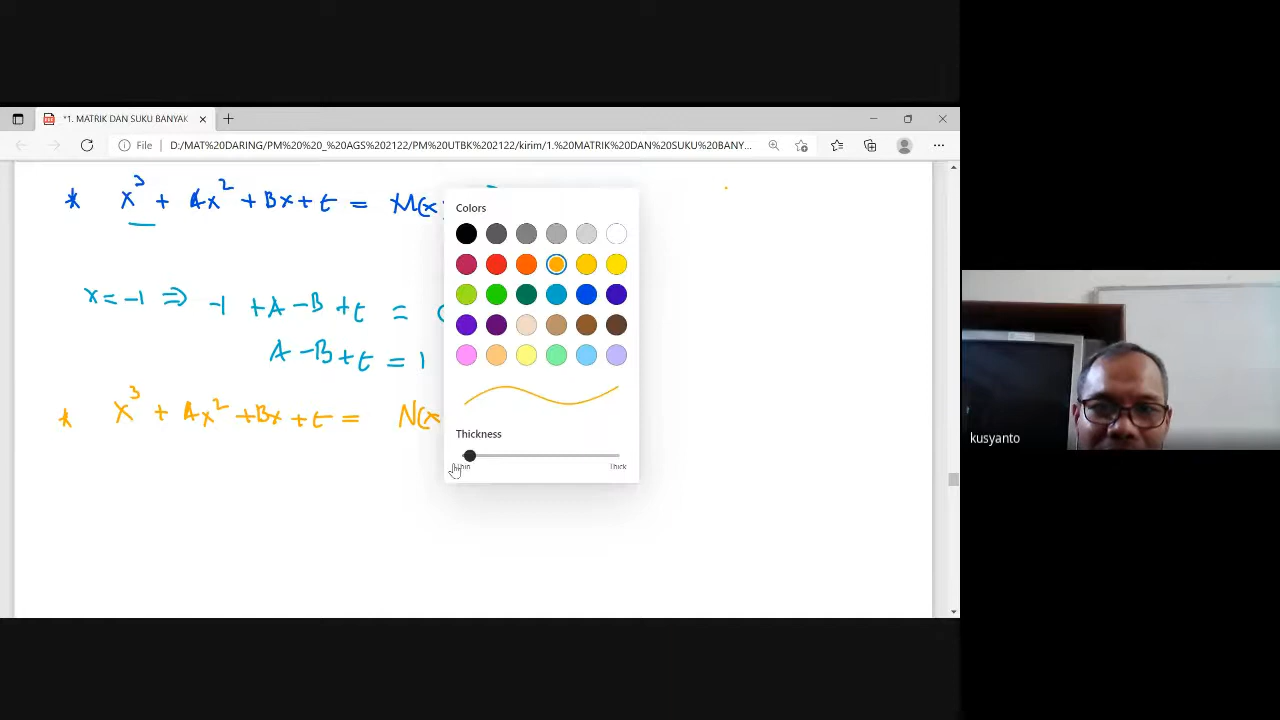 *1. MATRIK DAN SUKU BANYAK
File D:/MAT%20DARING/PM%20%20_%20AGS%202122/PM%20UTBK%202122/kirim/1.%20MATRIK%20DAN%20SUKU%20BANY...
* x³ + Ax² + Bx + t = M(x)
x = -1 ⇒ -1 + A - B + t =
A - B + t = 1
* x³ + Ax² + Bx + t = N(x
Colors
Thickness
Thin Thick
kusyanto